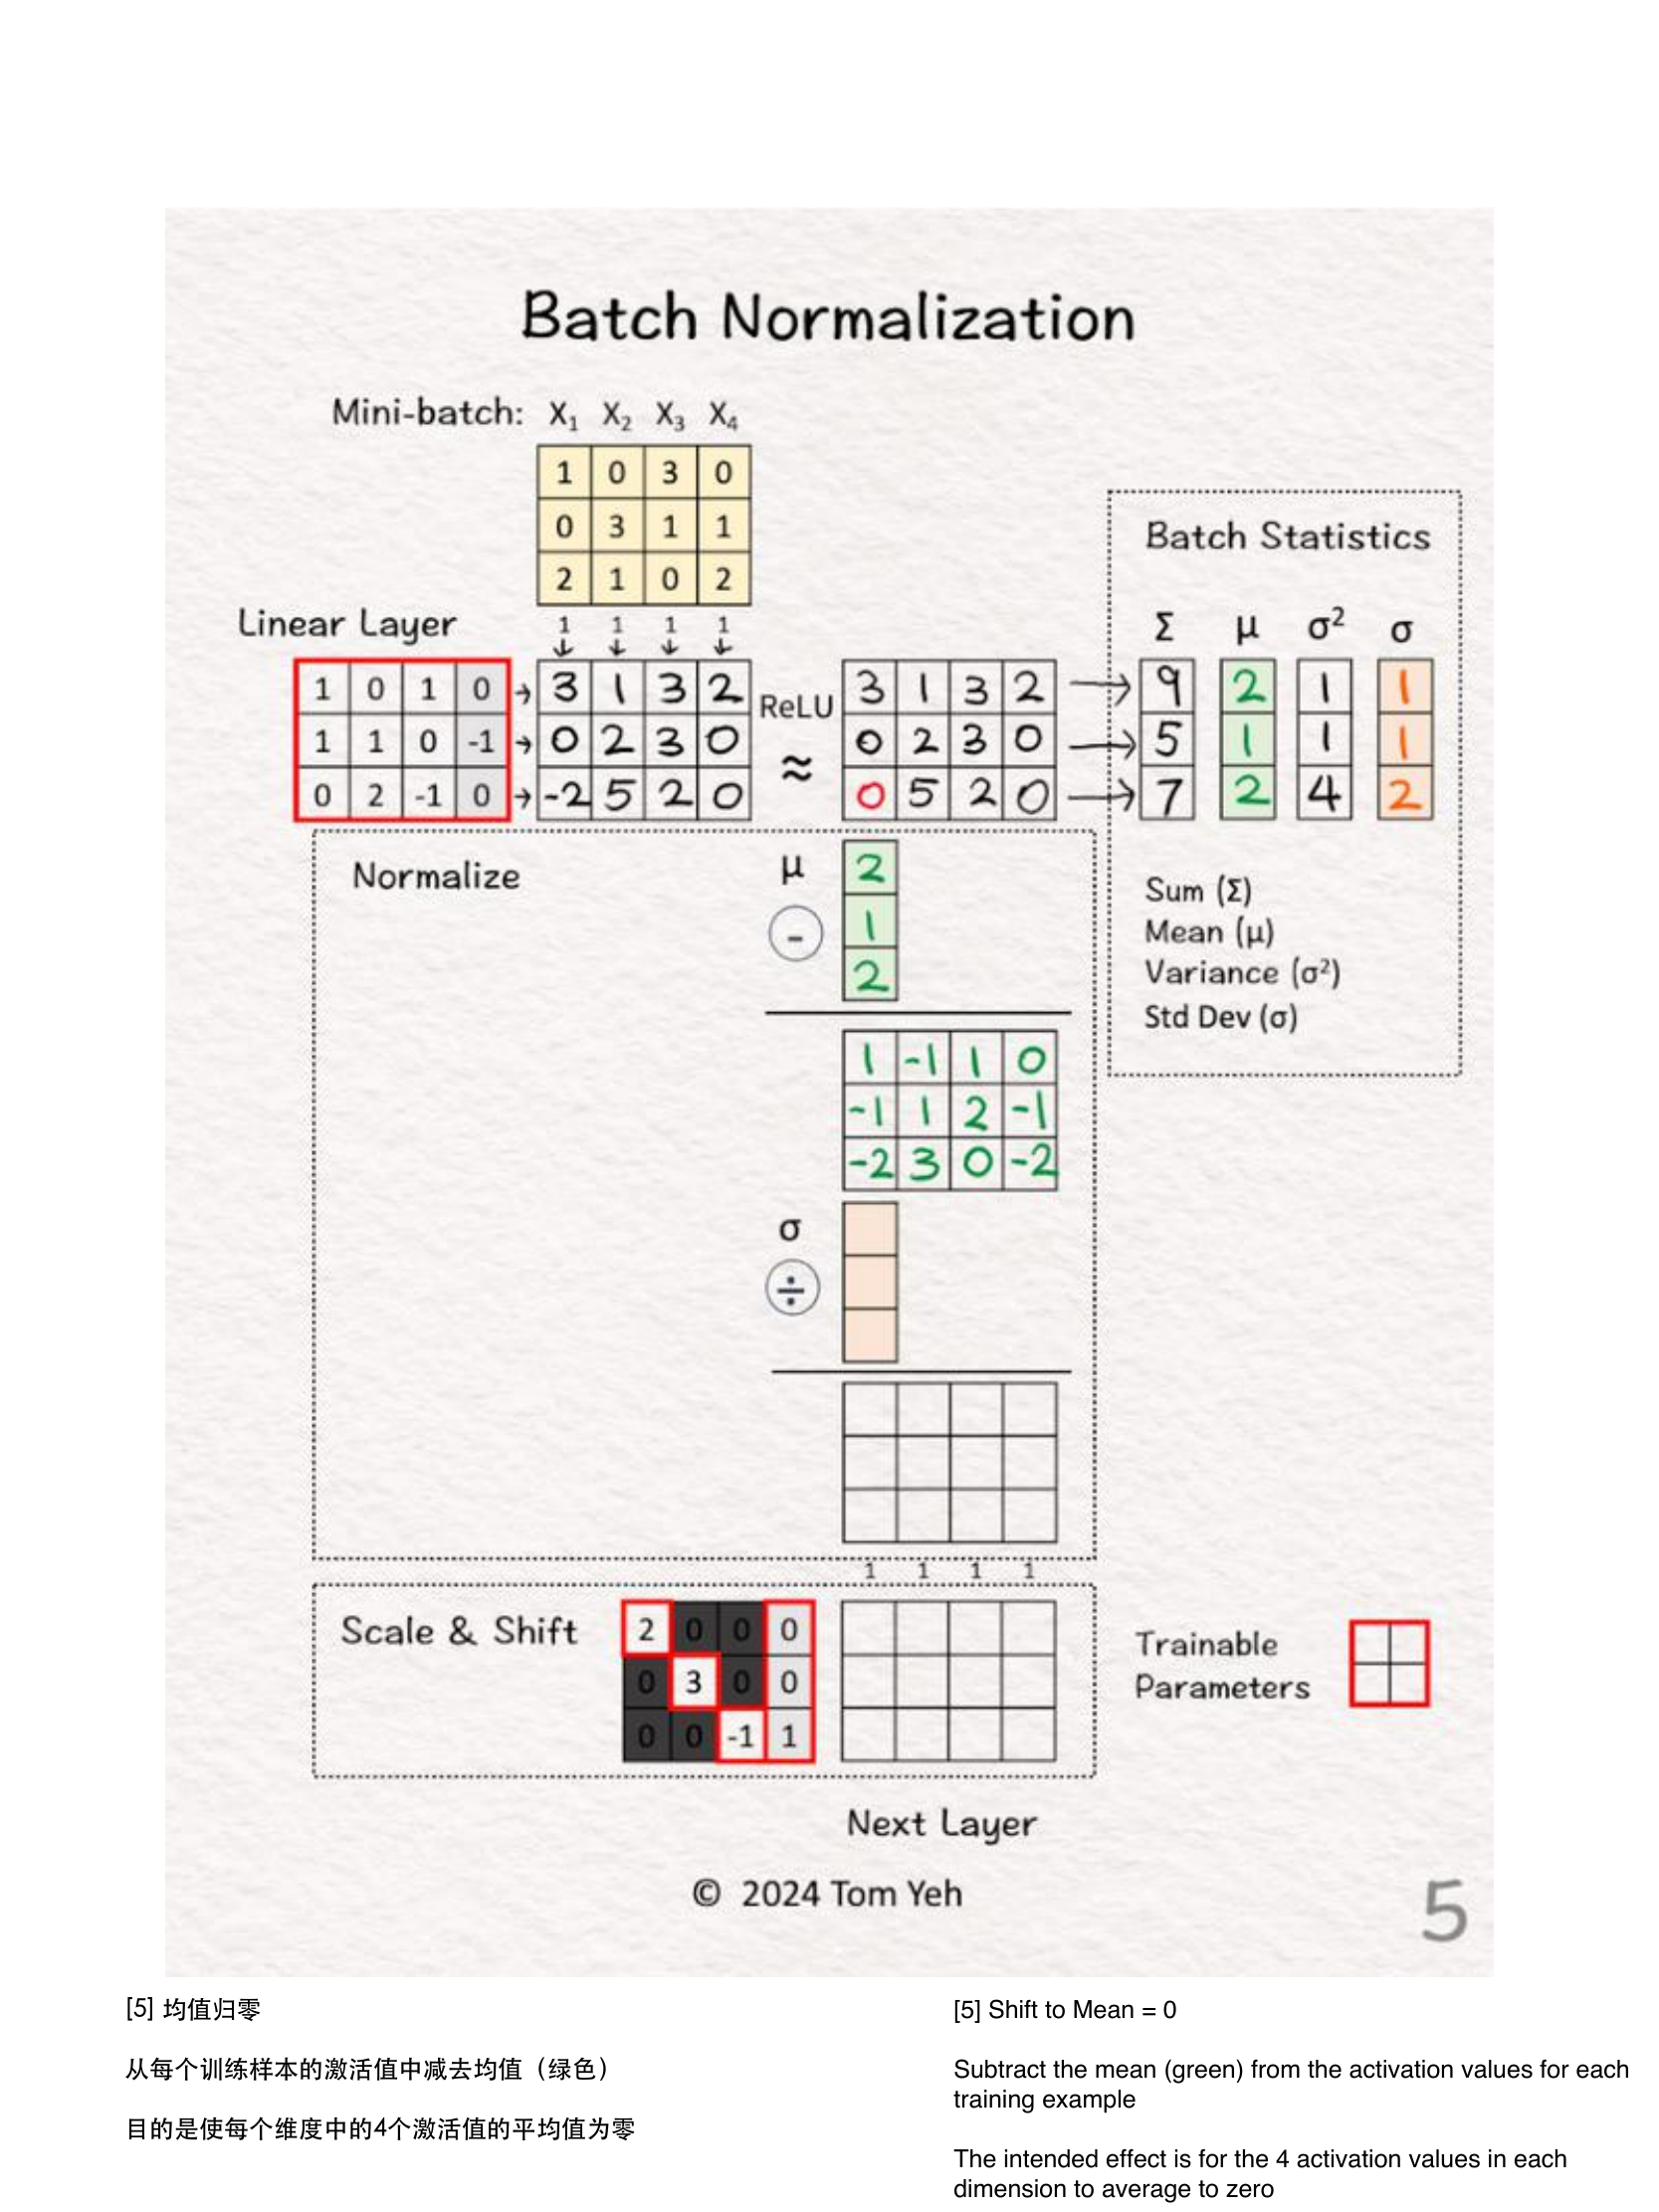 Batch Normalization
Mini-batch: X₁ X₂ X₃ X₄
1 0 3 0
0 3 1 1
2 1 0 2
1 1 1 1
↓ ↓ ↓ ↓
Linear Layer
1 0 1 0 → 3 1 3 2
1 1 0 -1 → 0 2 3 0
0 2 -1 0 → -2 5 2 0
ReLU
≈
3 1 3 2
0 2 3 0
0 5 2 0
Batch Statistics
Σ μ σ² σ
9 2 1 1
5 1 1 1
7 2 4 2
Sum (Σ)
Mean (μ)
Variance (σ²)
Std Dev (σ)
Normalize
μ
-
2
1
2
1 -1 1 0
-1 1 2 -1
-2 3 0 -2
σ
÷
1 1 1 1
Scale & Shift
2 0 0 0
0 3 0 0
0 0 -1 1
Trainable
Parameters
Next Layer
© 2024 Tom Yeh
5
[5] 均值归零
从每个训练样本的激活值中减去均值（绿色）
目的是使每个维度中的4个激活值的平均值为零
[5] Shift to Mean = 0
Subtract the mean (green) from the activation values for each
training example
The intended effect is for the 4 activation values in each
dimension to average to zero